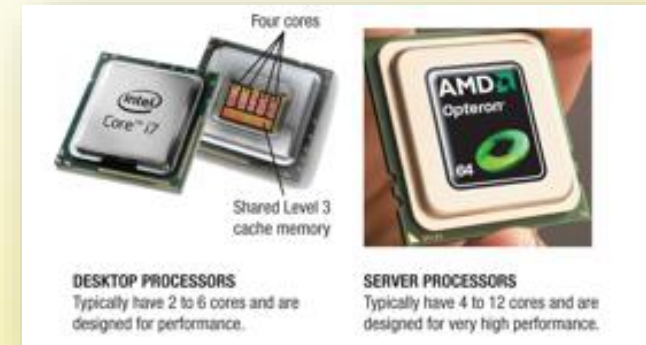 Four cores
intel
Core™ i7
Shared Level 3
cache memory
DESKTOP PROCESSORS
Typically have 2 to 6 cores and are
designed for performance.
AMD
Opteron
64
SERVER PROCESSORS
Typically have 4 to 12 cores and are
designed for very high performance.